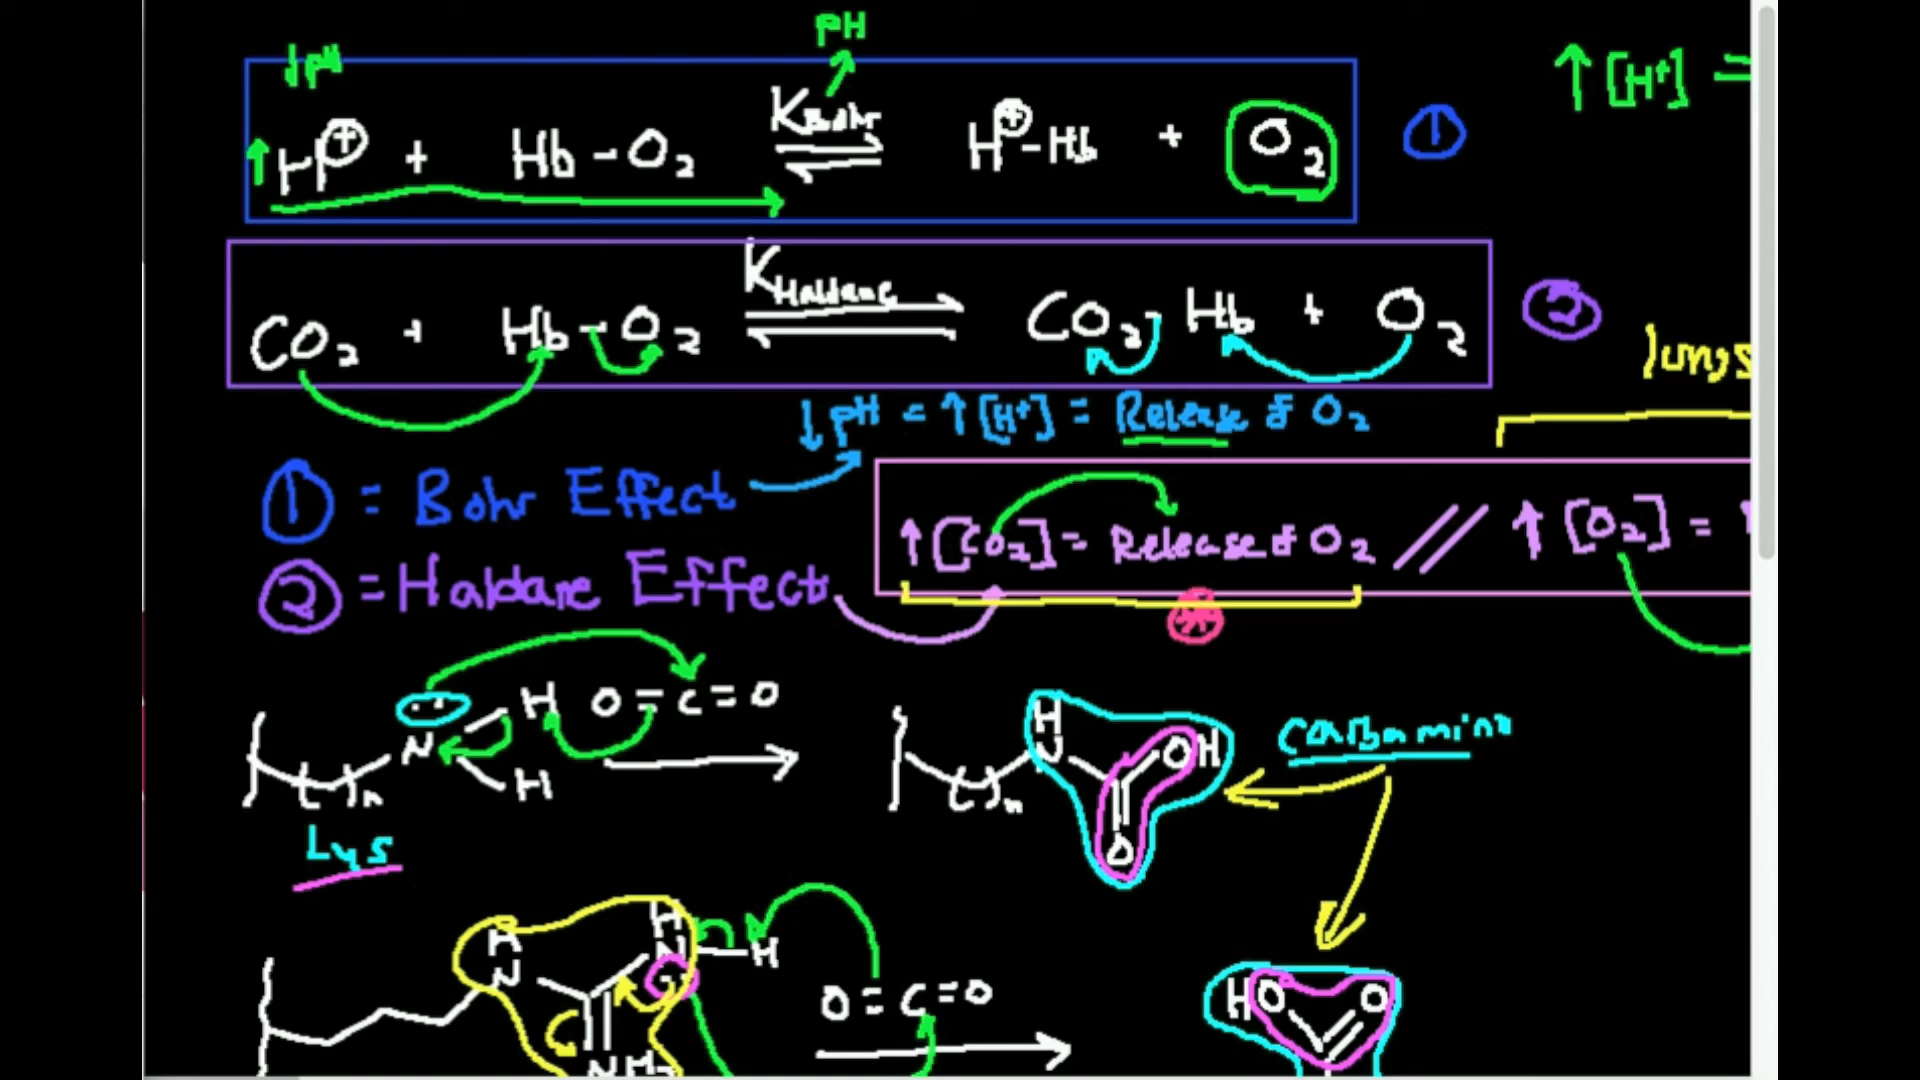 ↓pH
pH
↑H⊕ + Hb-O2 ⇌ KBohr H⊕-Hb + O2 ①
↑[H+] =
CO2 + Hb-O2 ⇌ KHaldane CO2-Hb + O2 ②
lungs
↓pH = ↑[H+] = Release of O2
① = Bohr Effect
↑[CO2] = Release of O2 // ↑[O2] = ↑
② = Haldane Effect
N H O=C=O
H
H
N OH
O
Carbamino
( )n
( )n
Lys
H
N
H
N-H
O=C=O
HO O
NH